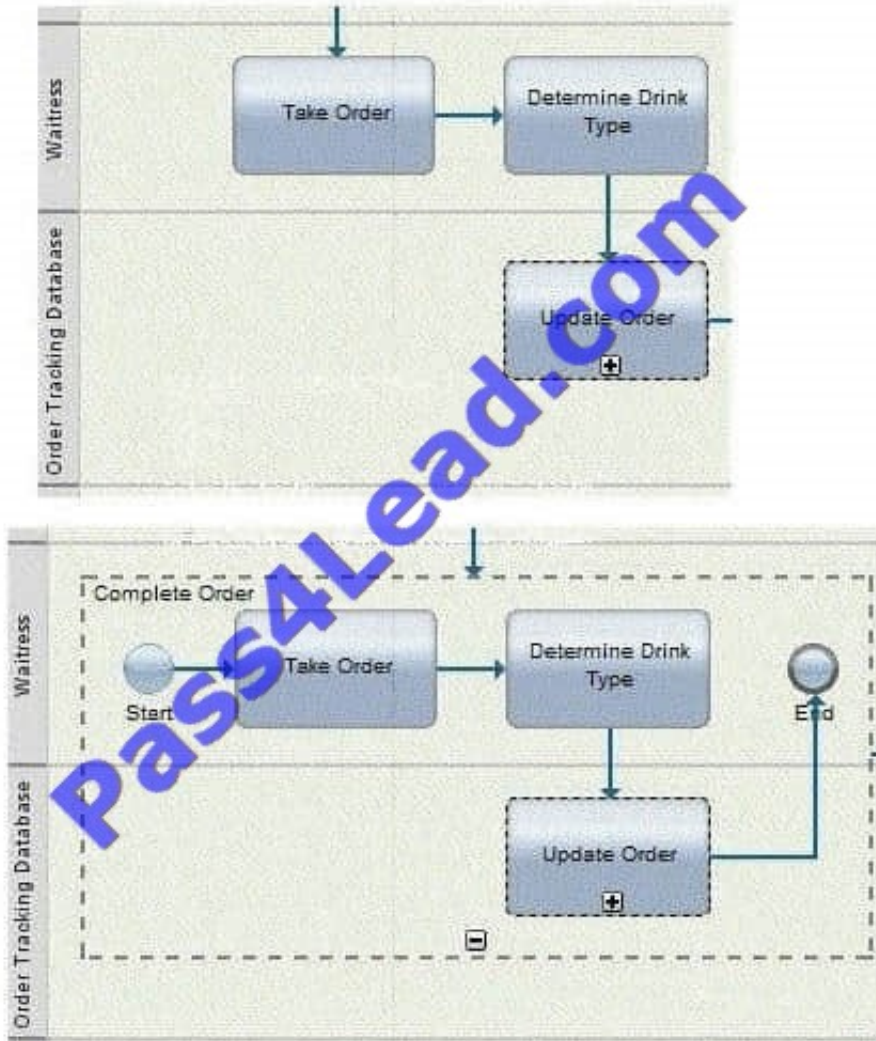 Waitress
Take Order
Determine Drink
Type
Order Tracking Database
Update Order
Pass4Lead.com
Waitress
Complete Order
Start
Take Order
Determine Drink
Type
End
Order Tracking Database
Update Order